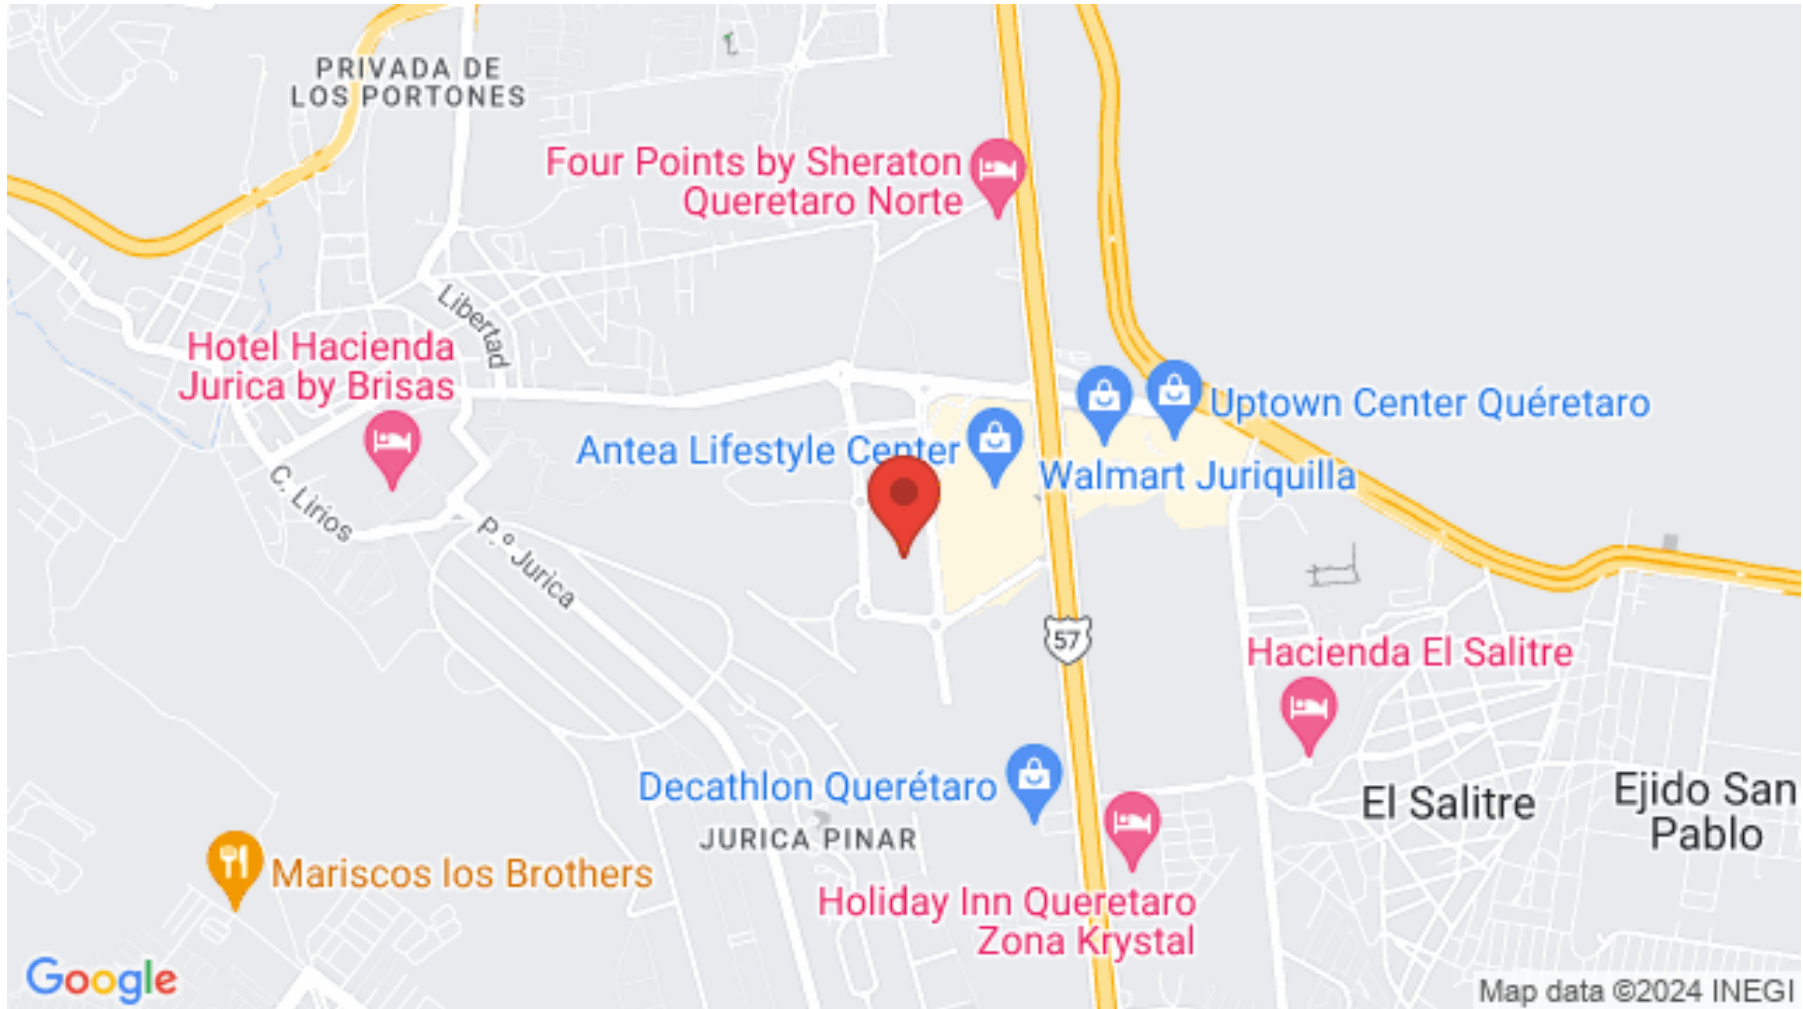 PRIVADA DE
LOS PORTONES
Four Points by Sheraton
Queretaro Norte
Libertad
Hotel Hacienda
Jurica by Brisas
Uptown Center Quéretaro
Antea Lifestyle Center
Walmart Juriquilla
C. Lirios
P.º Jurica
57
Hacienda El Salitre
Decathlon Querétaro
El Salitre
Ejido San
Pablo
JURICA PINAR
Mariscos los Brothers
Holiday Inn Queretaro
Zona Krystal
Google
Map data ©2024 INEGI